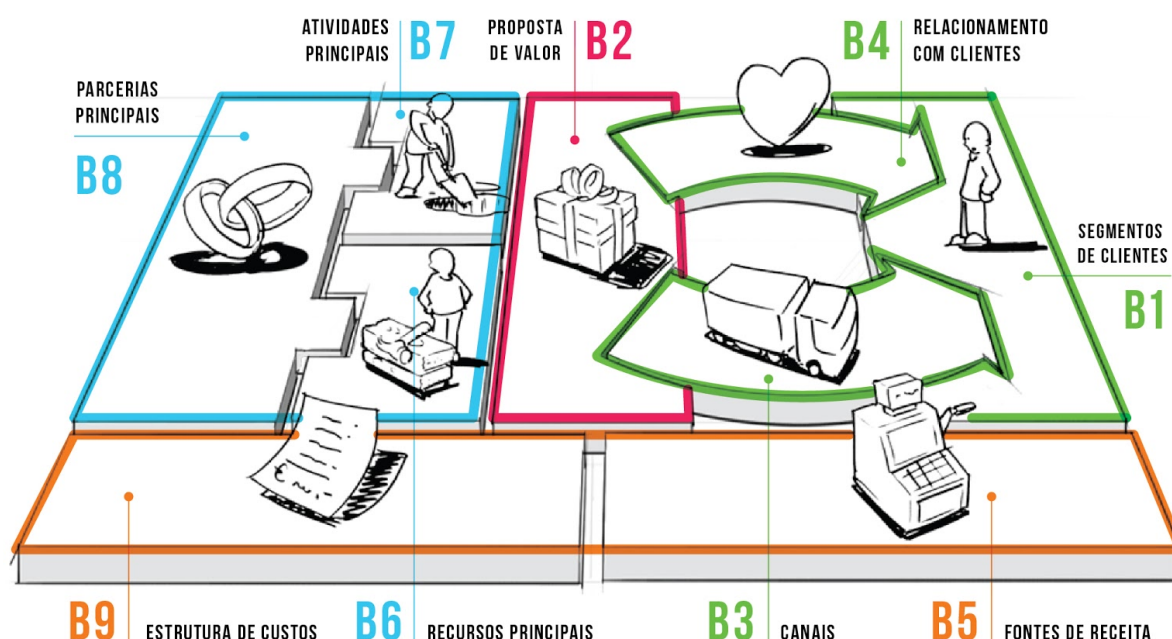 ATIVIDADES
PRINCIPAIS
B7
PROPOSTA
DE VALOR
B2
B4
RELACIONAMENTO
COM CLIENTES
PARCERIAS
PRINCIPAIS
B8
SEGMENTOS
DE CLIENTES
B1
B9
ESTRUTURA DE CUSTOS
B6
RECURSOS PRINCIPAIS
B3
CANAIS
B5
FONTES DE RECEITA